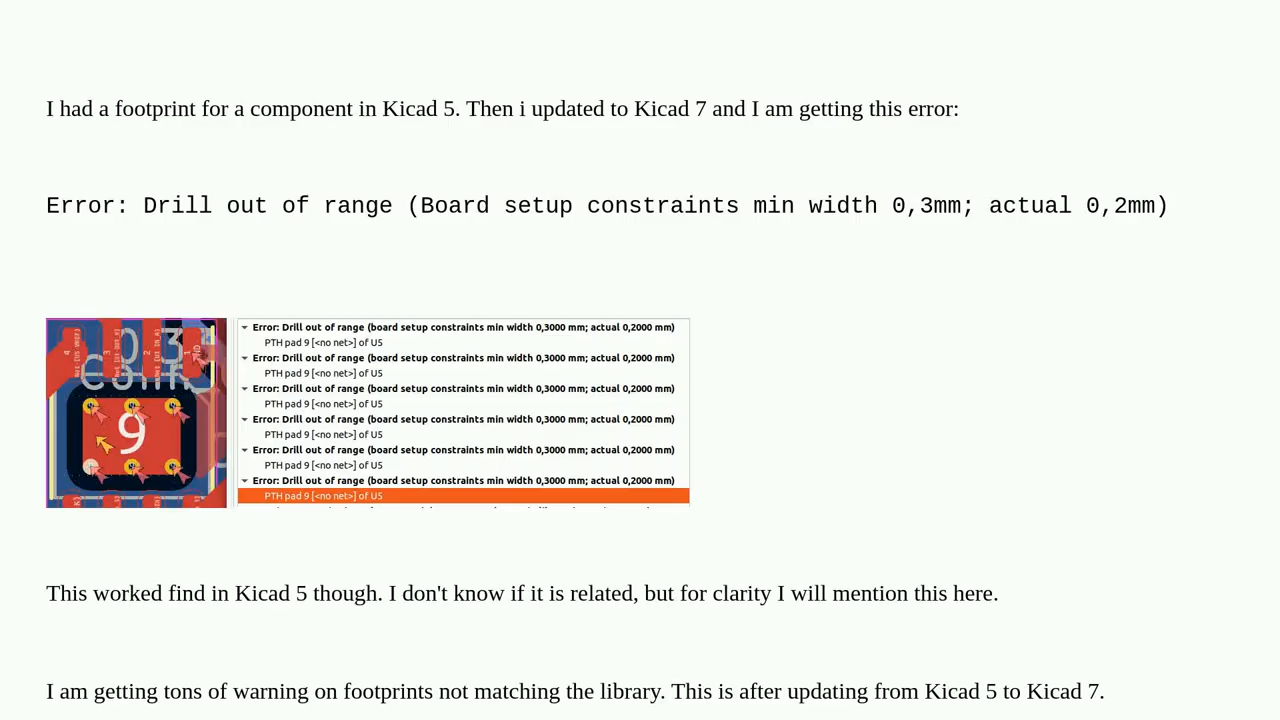 I had a footprint for a component in Kicad 5. Then i updated to Kicad 7 and I am getting this error:
Error: Drill out of range (Board setup constraints min width 0,3mm; actual 0,2mm)
Error: Drill out of range (board setup constraints min width 0,3000 mm; actual 0,2000 mm)
PTH pad 9 [<no net>] of U5
Error: Drill out of range (board setup constraints min width 0,3000 mm; actual 0,2000 mm)
PTH pad 9 [<no net>] of U5
Error: Drill out of range (board setup constraints min width 0,3000 mm; actual 0,2000 mm)
PTH pad 9 [<no net>] of U5
Error: Drill out of range (board setup constraints min width 0,3000 mm; actual 0,2000 mm)
PTH pad 9 [<no net>] of U5
Error: Drill out of range (board setup constraints min width 0,3000 mm; actual 0,2000 mm)
PTH pad 9 [<no net>] of U5
Error: Drill out of range (board setup constraints min width 0,3000 mm; actual 0,2000 mm)
PTH pad 9 [<no net>] of U5
4 3 2 1
9
This worked find in Kicad 5 though. I don't know if it is related, but for clarity I will mention this here.
I am getting tons of warning on footprints not matching the library. This is after updating from Kicad 5 to Kicad 7.